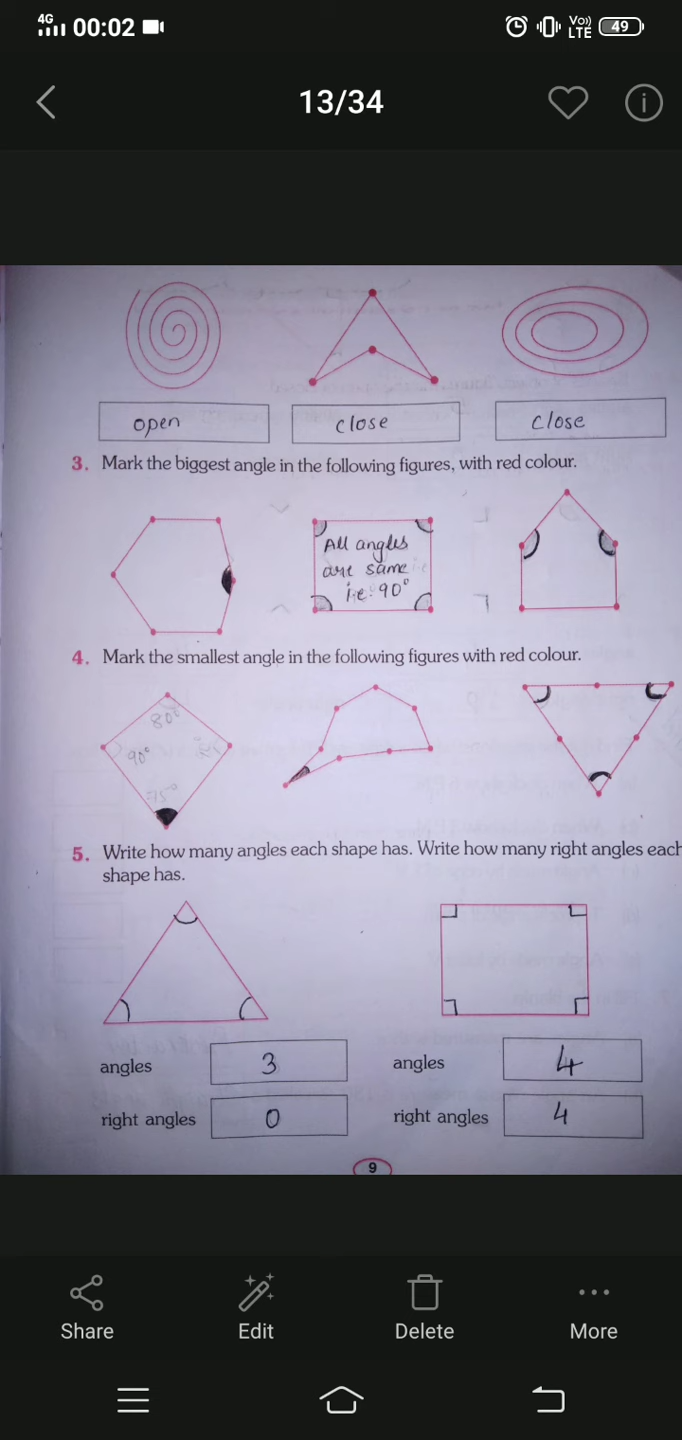 4G 00:02 Vo)) LTE 49
13/34
open close close
3. Mark the biggest angle in the following figures, with red colour.
All angles
are same
i.e. 90°
4. Mark the smallest angle in the following figures with red colour.
80°
90°
75°
5. Write how many angles each shape has. Write how many right angles each
shape has.
angles 3 angles 4
right angles 0 right angles 4
9
Share Edit Delete More